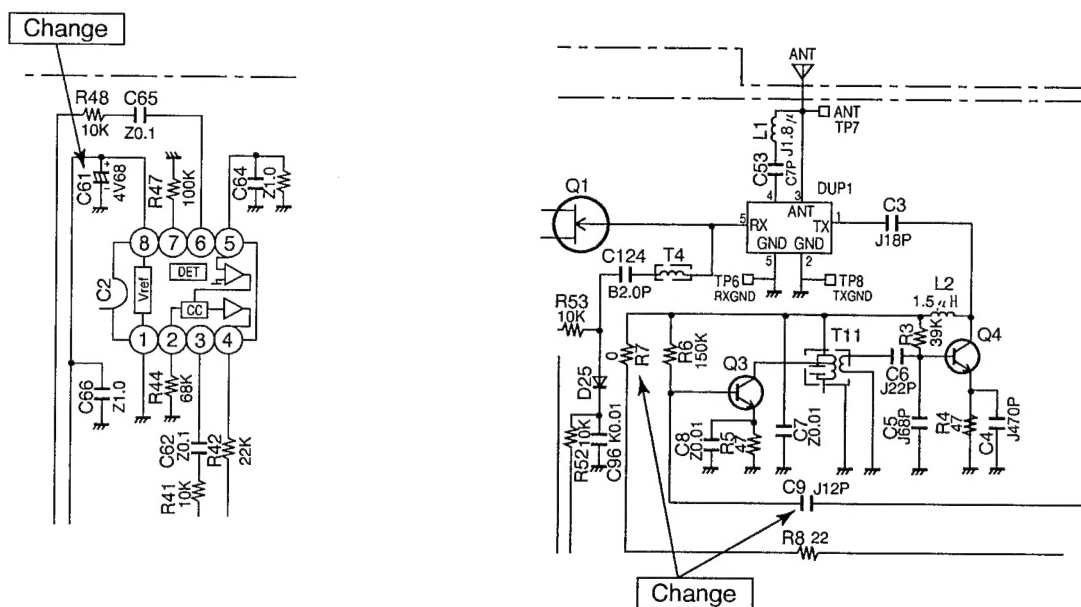 Change
R48
10K
C65
Z0.1
C61
4V68
R47
100K
C64
Z1.0
8
7
6
5
C2
Vref
DET
CC
1
2
3
4
C66
Z1.0
R44
68K
C62
Z0.1
R42
22K
R41
10K
ANT
ANT
TP7
L1
J1.8μ
C53
C7P
DUP1
4
3
ANT
5 RX
TX 1
GND
GND
5
2
C3
J18P
Q1
C124
B2.0P
T4
TP6
RXGND
TP8
TXGND
L2
1.5μH
R53
10K
R7
0
R6
150K
T11
R3
39K
Q4
Q3
D25
C6
J22P
R52
10K
C96
K0.01
C8
Z0.01
R5
47
C7
Z0.01
C5
J68P
R4
47
C4
J470P
C9
J12P
R8 22
Change